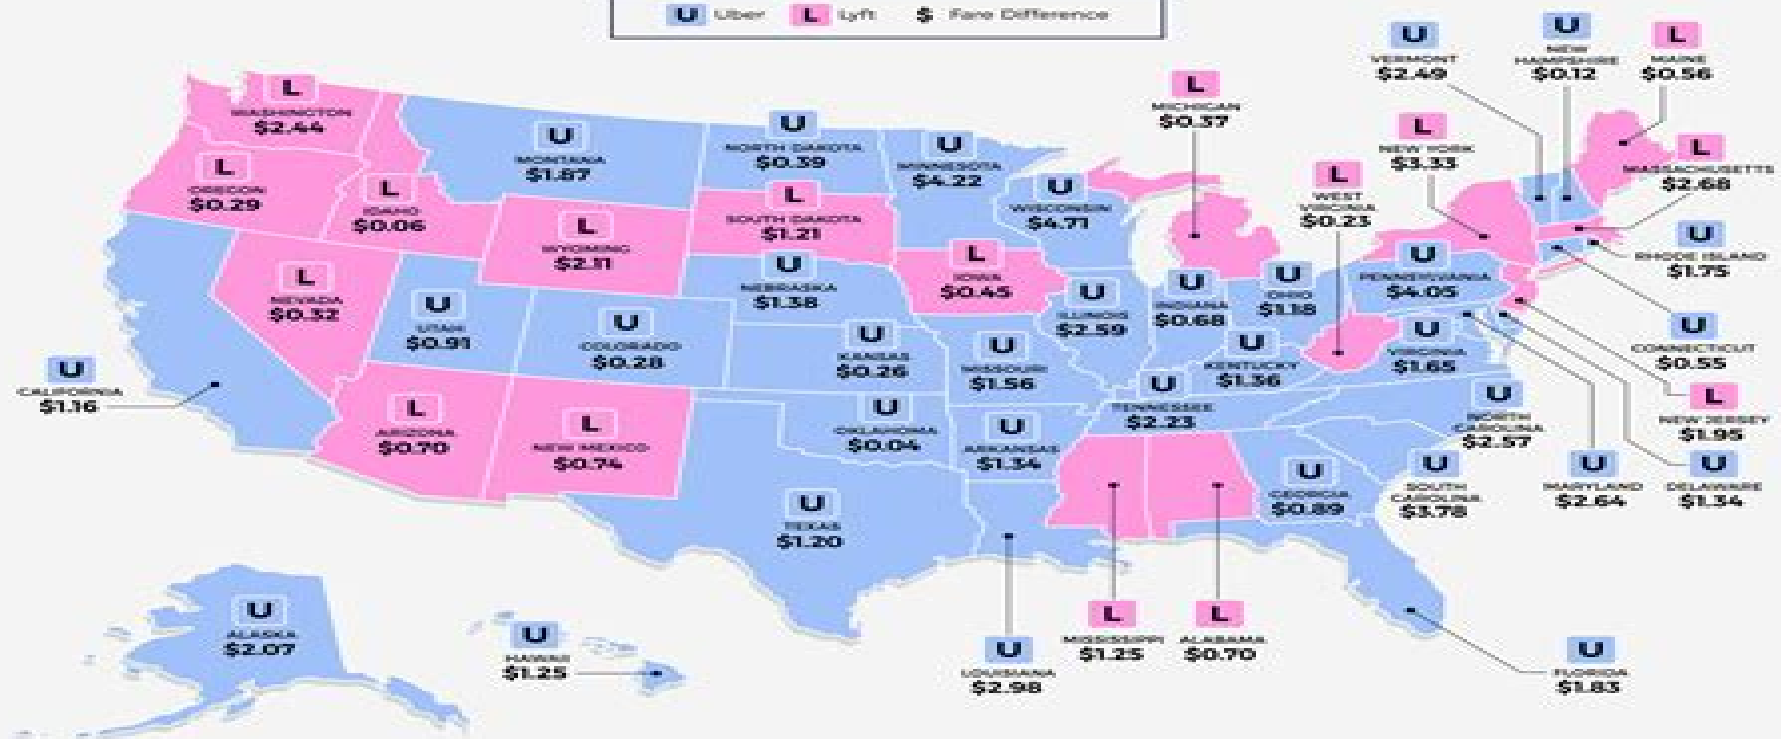 U Uber L Lyft $ Fare Difference
U
VERMONT
$2.49
U
NEW
HAMPSHIRE
$0.12
L
MAINE
$0.56
L
WASHINGTON
$2.44
L
MICHIGAN
$0.37
L
NEW YORK
$3.33
L
MASSACHUSETTS
$2.68
U
MONTANA
$1.87
U
NORTH DAKOTA
$0.39
U
MINNESOTA
$4.22
L
OREGON
$0.29
L
IDAHO
$0.06
L
WYOMING
$2.11
L
SOUTH DAKOTA
$1.21
U
WISCONSIN
$4.71
L
WEST
VIRGINIA
$0.23
U
RHODE ISLAND
$1.75
L
NEVADA
$0.32
U
UTAH
$0.91
U
COLORADO
$0.28
U
NEBRASKA
$1.38
L
IOWA
$0.45
U
ILLINOIS
$2.59
U
INDIANA
$0.68
U
OHIO
$1.18
U
PENNSYLVANIA
$4.05
U
CONNECTICUT
$0.55
U
CALIFORNIA
$1.16
U
KANSAS
$0.26
U
MISSOURI
$1.56
U
KENTUCKY
$1.36
U
VIRGINIA
$1.65
L
NEW JERSEY
$1.95
L
ARIZONA
$0.70
L
NEW MEXICO
$0.74
U
OKLAHOMA
$0.04
U
ARKANSAS
$1.34
U
TENNESSEE
$2.23
U
NORTH
CAROLINA
$2.57
U
TEXAS
$1.20
U
GEORGIA
$0.89
U
SOUTH
CAROLINA
$3.78
U
MARYLAND
$2.64
U
DELAWARE
$1.34
U
ALASKA
$2.07
U
HAWAII
$1.25
U
LOUISIANA
$2.98
L
MISSISSIPPI
$1.25
L
ALABAMA
$0.70
U
FLORIDA
$1.83